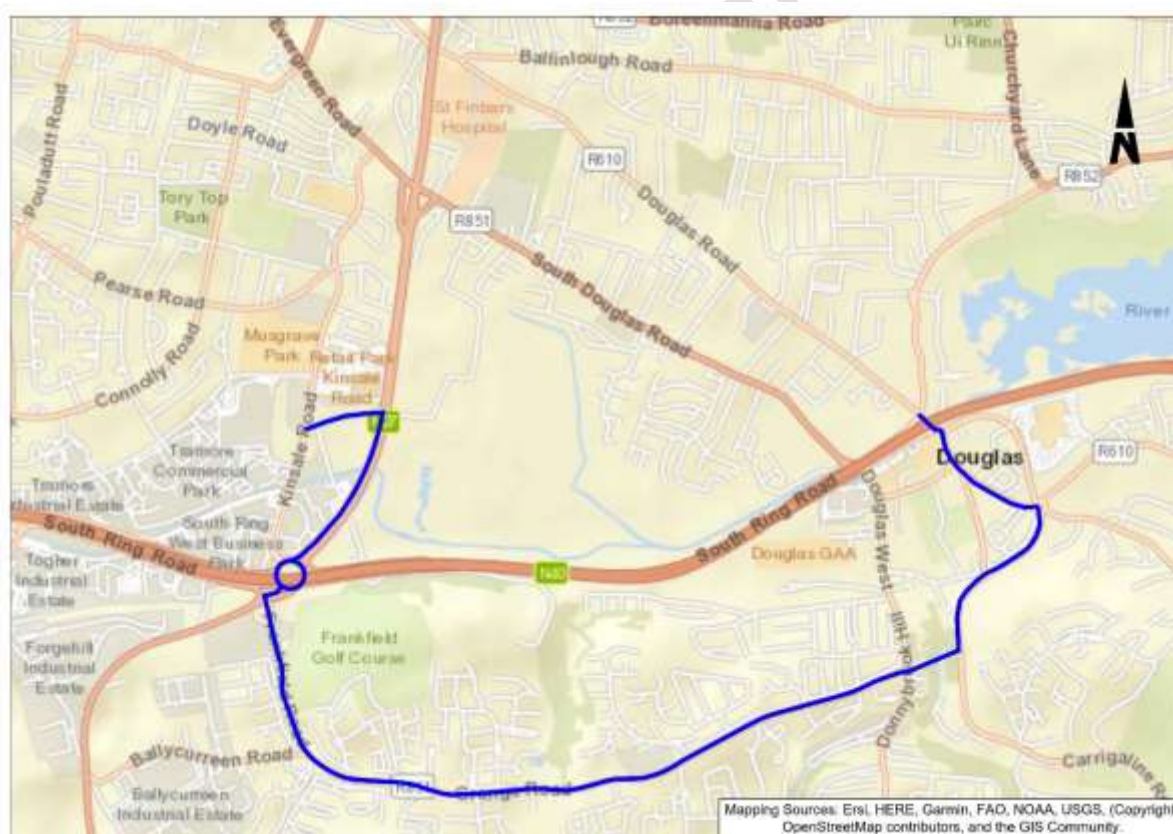 Boreenmanna Road
Evergreen Road
Ballinlough Road
Churchyard Lane
Pairc
Ui Rinn
Pouladutt Road
Doyle Road
St Finbarrs
Hospital
R610
R852
N
Tory Top
Park
R851
Douglas Road
South Douglas Road
Pearse Road
River
Musgrave
Park
Retail Park
Kinsale
Road
Connolly Road
Kinsale Road
Tramore
Commercial
Park
Douglas
R610
Tramore
Industrial Estate
South Ring
West Business
Park
South Ring Road
South Ring Road
Douglas West
Douglas GAA
Togher
Industrial
Estate
N40
Forgehill
Industrial
Estate
Frankfield
Golf Course
Donnybrook Hill
Ballycurreen Road
Grange Road
Carrigaline
Ballycurreen
Industrial Estate
Mapping Sources: Esri, HERE, Garmin, FAO, NOAA, USGS, (Copyright
OpenStreetMap contributors, and the GIS Community